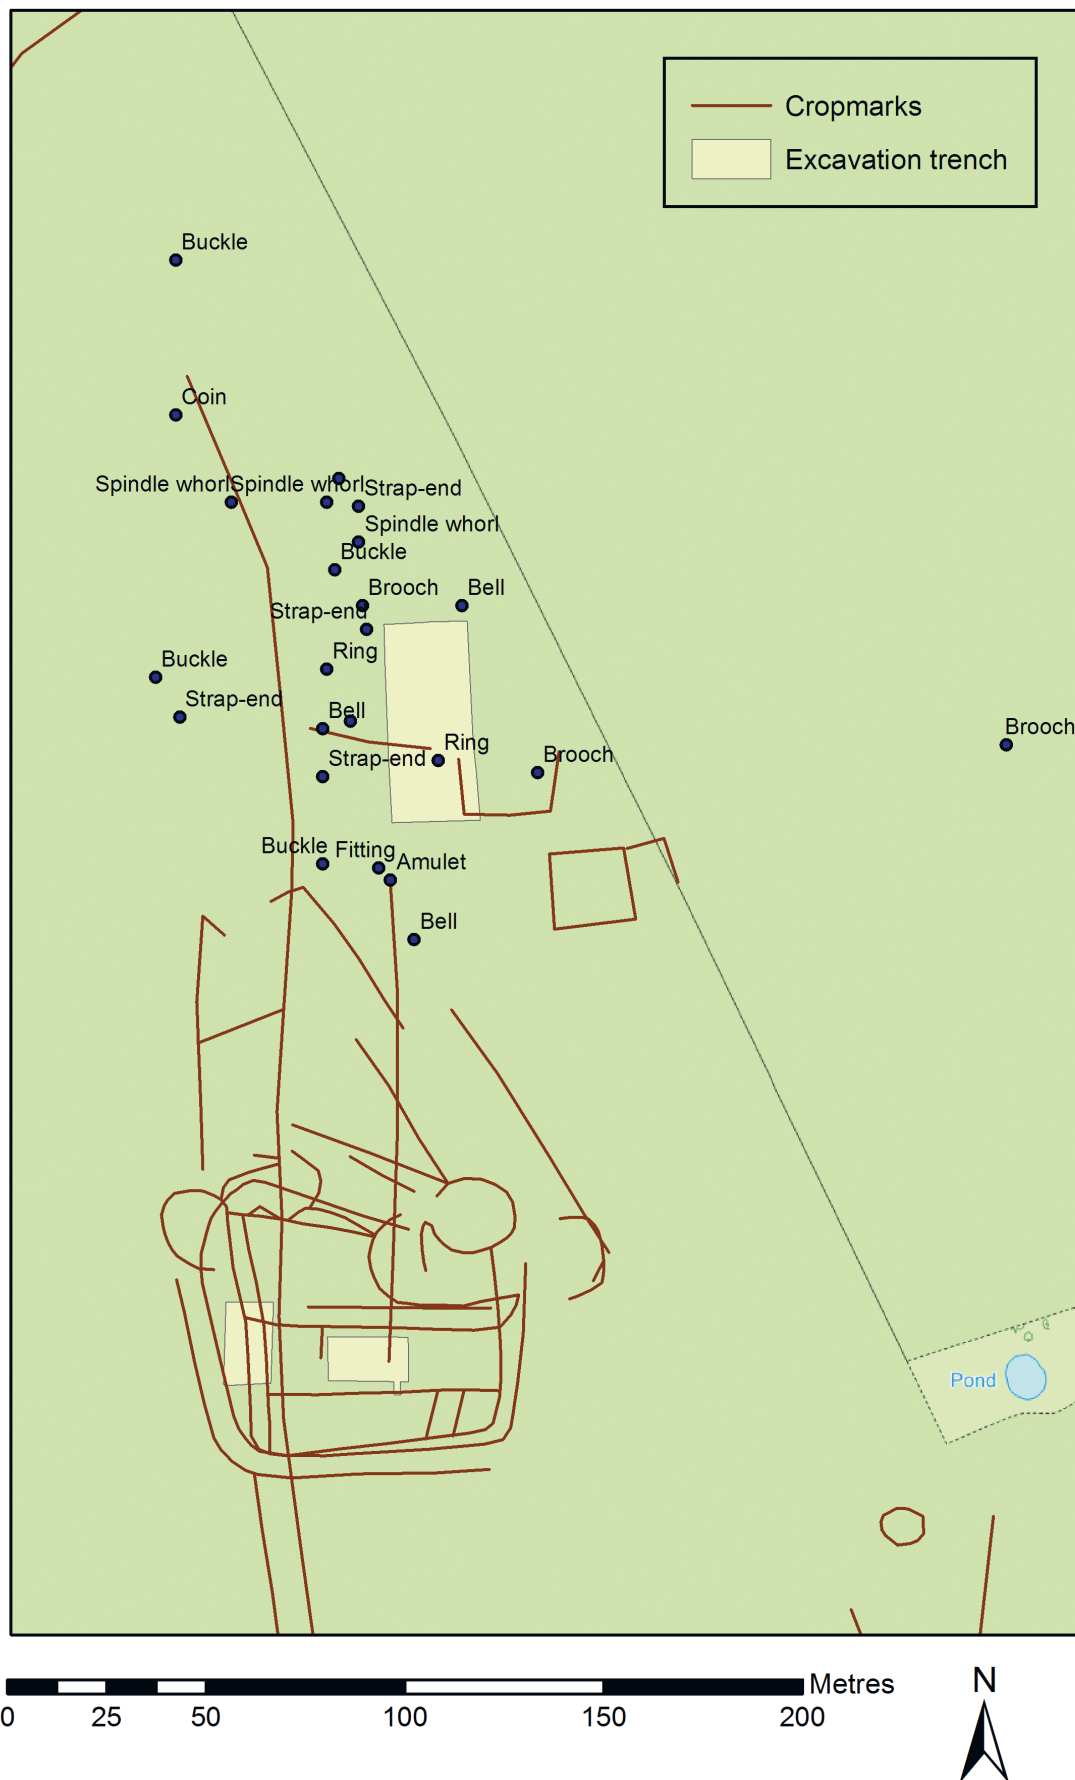 Cropmarks
Excavation trench
Buckle
Coin
Spindle whorl
Spindle whorl
Strap-end
Spindle whorl
Buckle
Brooch
Bell
Strap-end
Ring
Buckle
Strap-end
Bell
Ring
Strap-end
Brooch
Brooch
Buckle
Fitting
Amulet
Bell
Pond
Metres
0 25 50 100 150 200
N